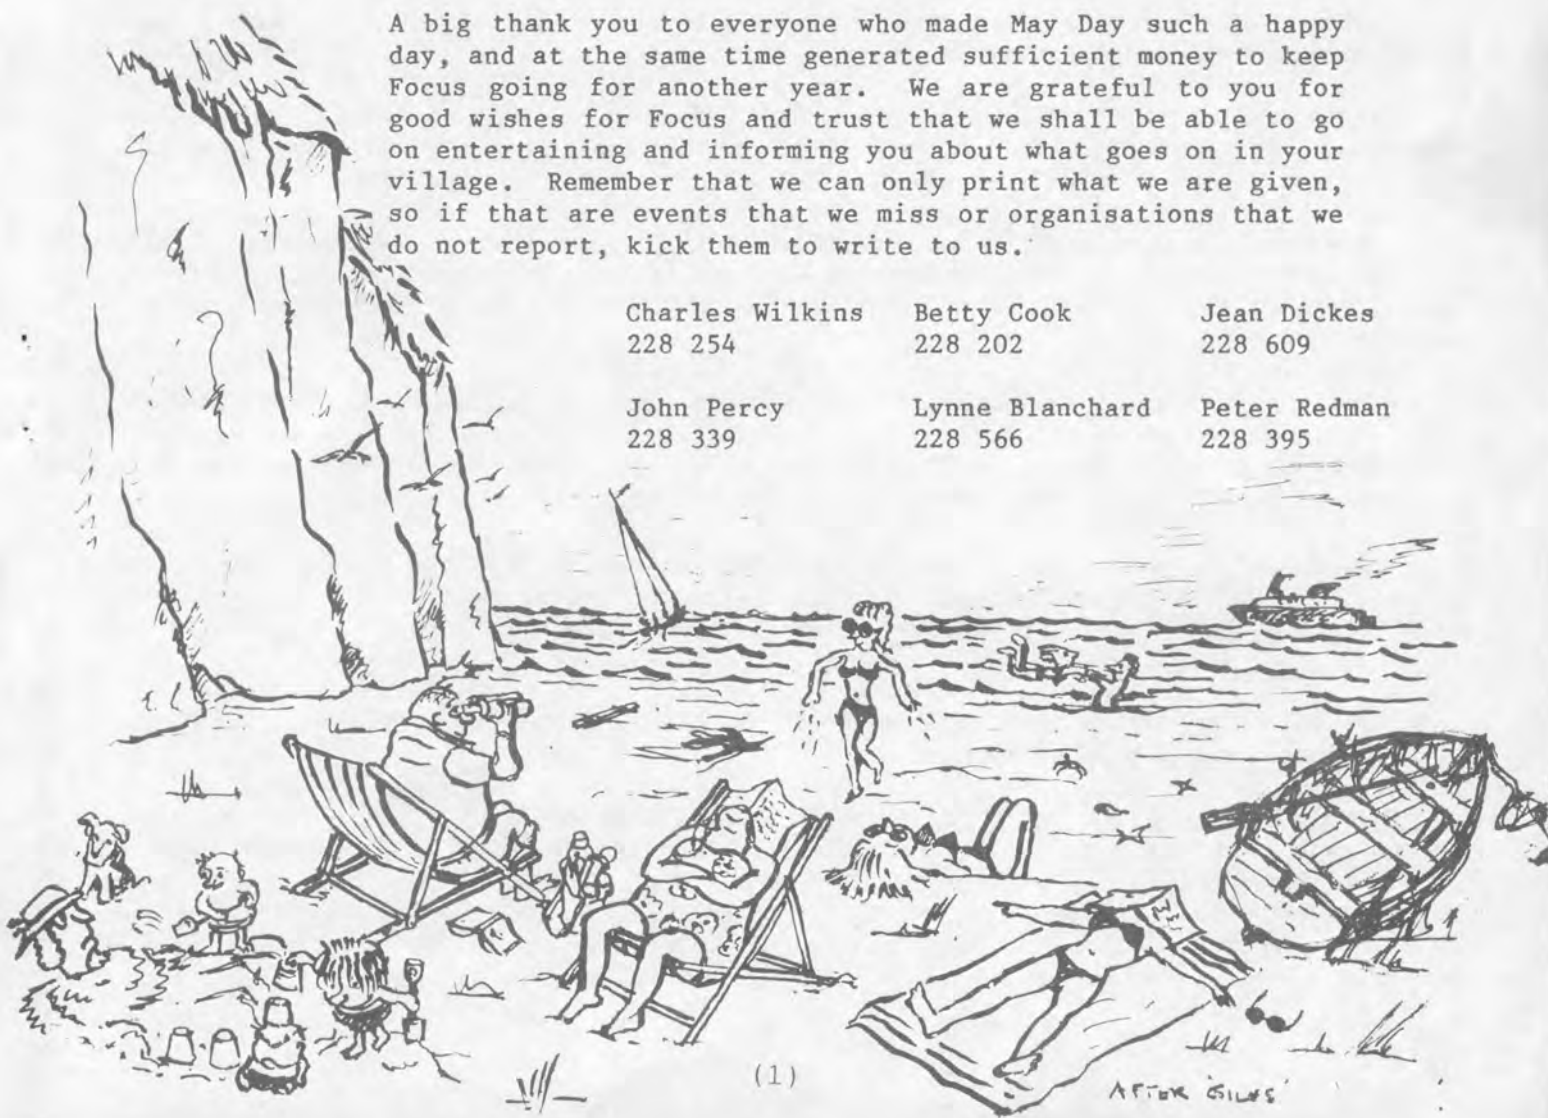 A big thank you to everyone who made May Day such a happy
day, and at the same time generated sufficient money to keep
Focus going for another year. We are grateful to you for
good wishes for Focus and trust that we shall be able to go
on entertaining and informing you about what goes on in your
village. Remember that we can only print what we are given,
so if that are events that we miss or organisations that we
do not report, kick them to write to us.
Charles Wilkins Betty Cook Jean Dickes
228 254 228 202 228 609
John Percy Lynne Blanchard Peter Redman
228 339 228 566 228 395
(1)
AFTER 'GILES'